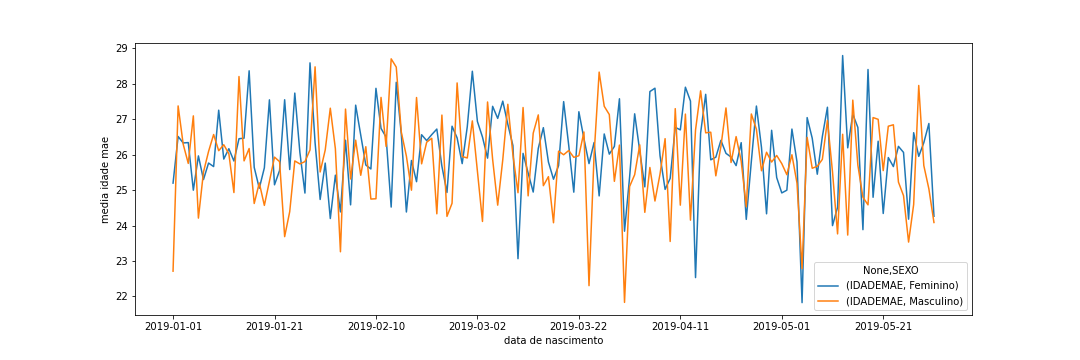 29
28
27
26
25
24
23
22
media idade mae
2019-01-01 2019-01-21 2019-02-10 2019-03-02 2019-03-22 2019-04-11 2019-05-01 2019-05-21
data de nascimento
None,SEXO
(IDADEMAE, Feminino)
(IDADEMAE, Masculino)